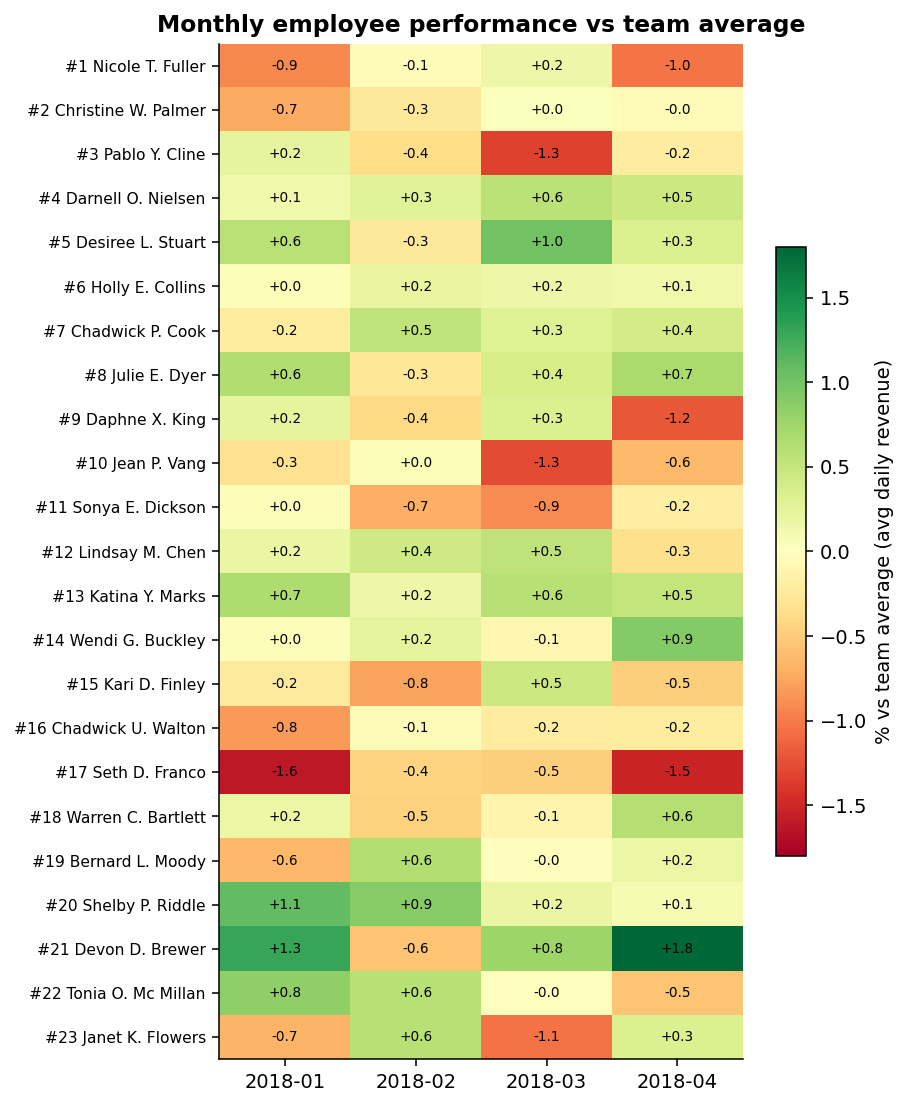 Monthly employee performance vs team average
#1 Nicole T. Fuller -0.9 -0.1 +0.2 -1.0
#2 Christine W. Palmer -0.7 -0.3 +0.0 -0.0
#3 Pablo Y. Cline +0.2 -0.4 -1.3 -0.2
#4 Darnell O. Nielsen +0.1 +0.3 +0.6 +0.5
#5 Desiree L. Stuart +0.6 -0.3 +1.0 +0.3
#6 Holly E. Collins +0.0 +0.2 +0.2 +0.1
#7 Chadwick P. Cook -0.2 +0.5 +0.3 +0.4
#8 Julie E. Dyer +0.6 -0.3 +0.4 +0.7
#9 Daphne X. King +0.2 -0.4 +0.3 -1.2
#10 Jean P. Vang -0.3 +0.0 -1.3 -0.6
#11 Sonya E. Dickson +0.0 -0.7 -0.9 -0.2
#12 Lindsay M. Chen +0.2 +0.4 +0.5 -0.3
#13 Katina Y. Marks +0.7 +0.2 +0.6 +0.5
#14 Wendi G. Buckley +0.0 +0.2 -0.1 +0.9
#15 Kari D. Finley -0.2 -0.8 +0.5 -0.5
#16 Chadwick U. Walton -0.8 -0.1 -0.2 -0.2
#17 Seth D. Franco -1.6 -0.4 -0.5 -1.5
#18 Warren C. Bartlett +0.2 -0.5 -0.1 +0.6
#19 Bernard L. Moody -0.6 +0.6 -0.0 +0.2
#20 Shelby P. Riddle +1.1 +0.9 +0.2 +0.1
#21 Devon D. Brewer +1.3 -0.6 +0.8 +1.8
#22 Tonia O. Mc Millan +0.8 +0.6 -0.0 -0.5
#23 Janet K. Flowers -0.7 +0.6 -1.1 +0.3
2018-01 2018-02 2018-03 2018-04
1.5
1.0
0.5
0.0
−0.5
−1.0
−1.5
% vs team average (avg daily revenue)